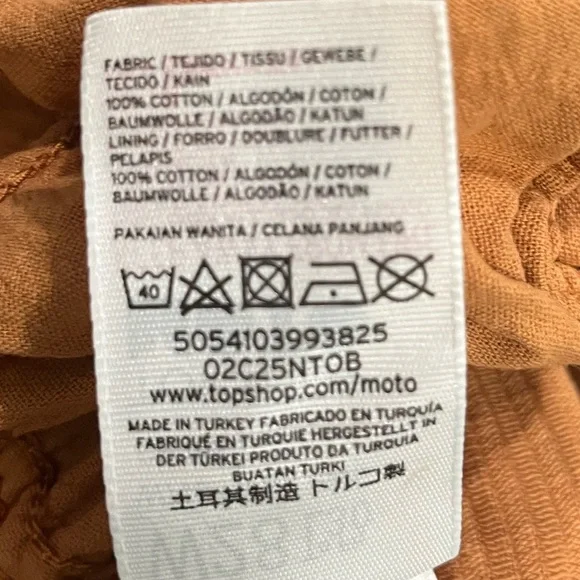 FABRIC / TEJIDO / TISSU / GEWEBE /
TECIDO / KAIN
100% COTTON / ALGODÓN / COTON /
BAUMWOLLE / ALGODÃO / KATUN
LINING / FORRO / DOUBLURE / FUTTER /
PELAPIS
100% COTTON / ALGODÓN / COTON /
BAUMWOLLE / ALGODÃO / KATUN
PAKAIAN WANITA / CELANA PANJANG
40
5054103993825
02C25NTOB
www.topshop.com/moto
MADE IN TURKEY FABRICADO EN TURQUÍA
FABRIQUÉ EN TURQUIE HERGESTELLT IN
DER TÜRKEI PRODUTO DA TURQUIA
BUATAN TURKI
土耳其制造 トルコ製